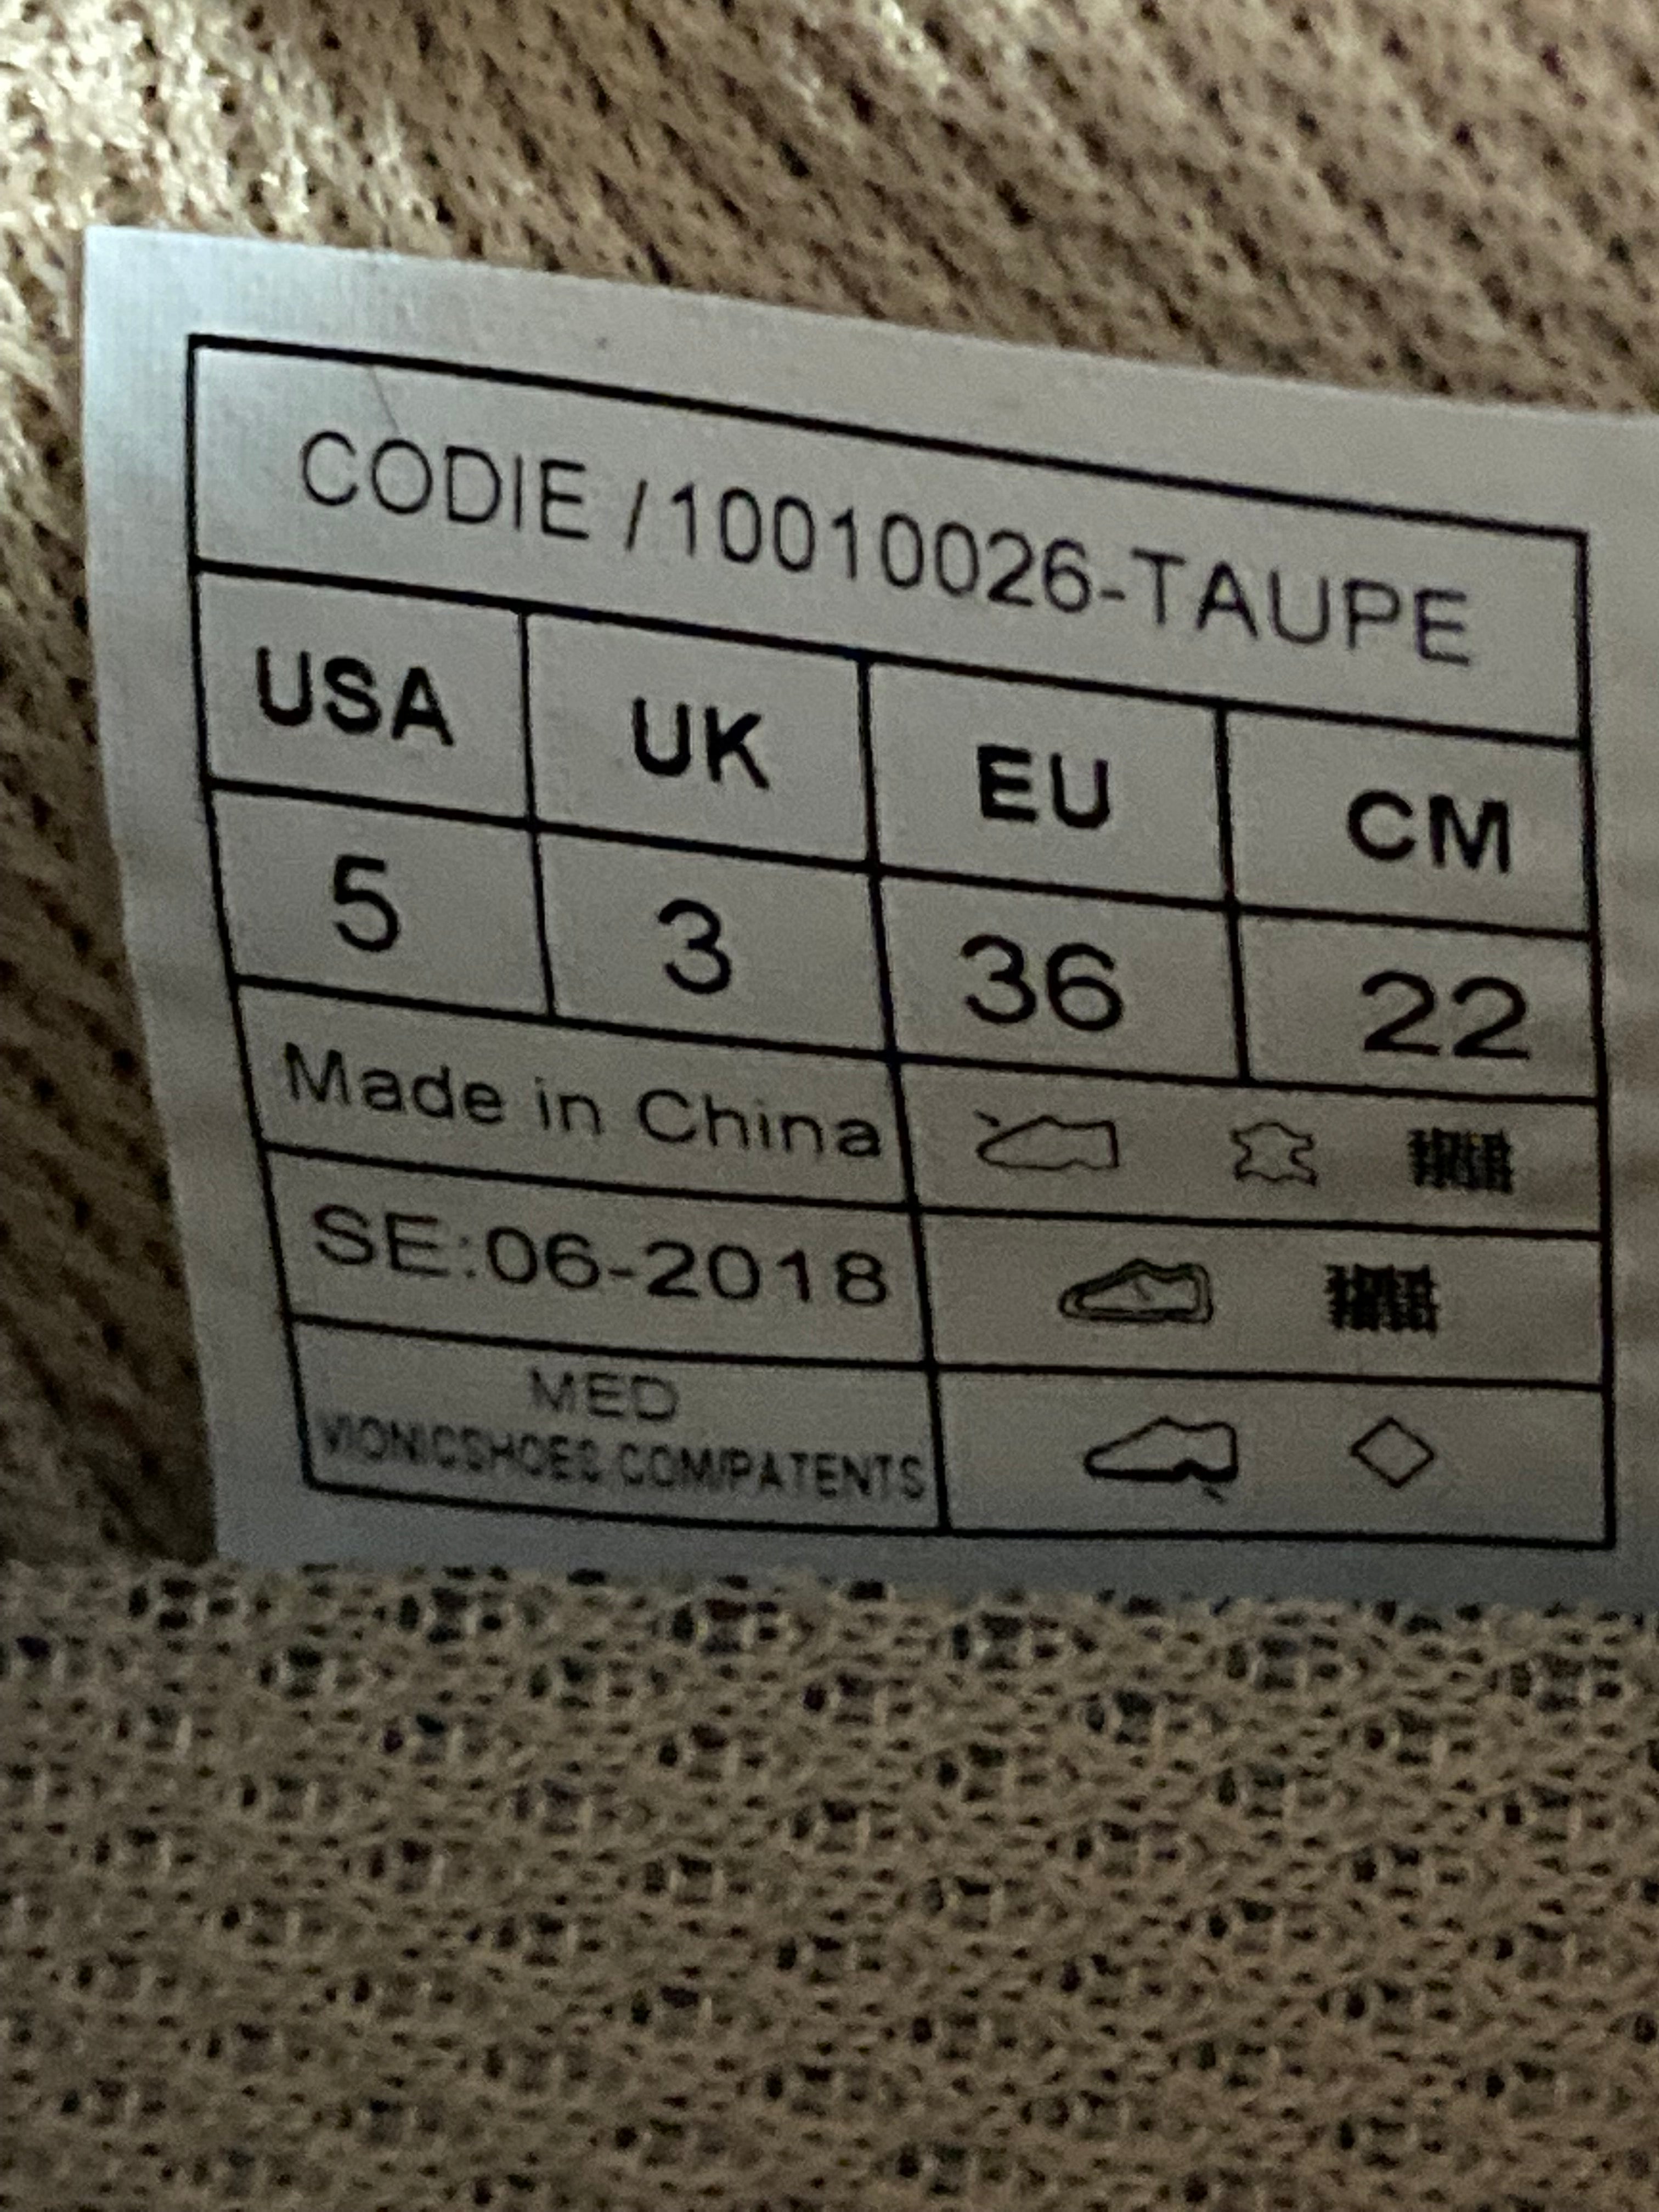 CODIE / 10010026-TAUPE
USA UK EU CM
5 3 36 22
Made in China
SE:06-2018
MED
VIONICSHOES.COM/PATENTS